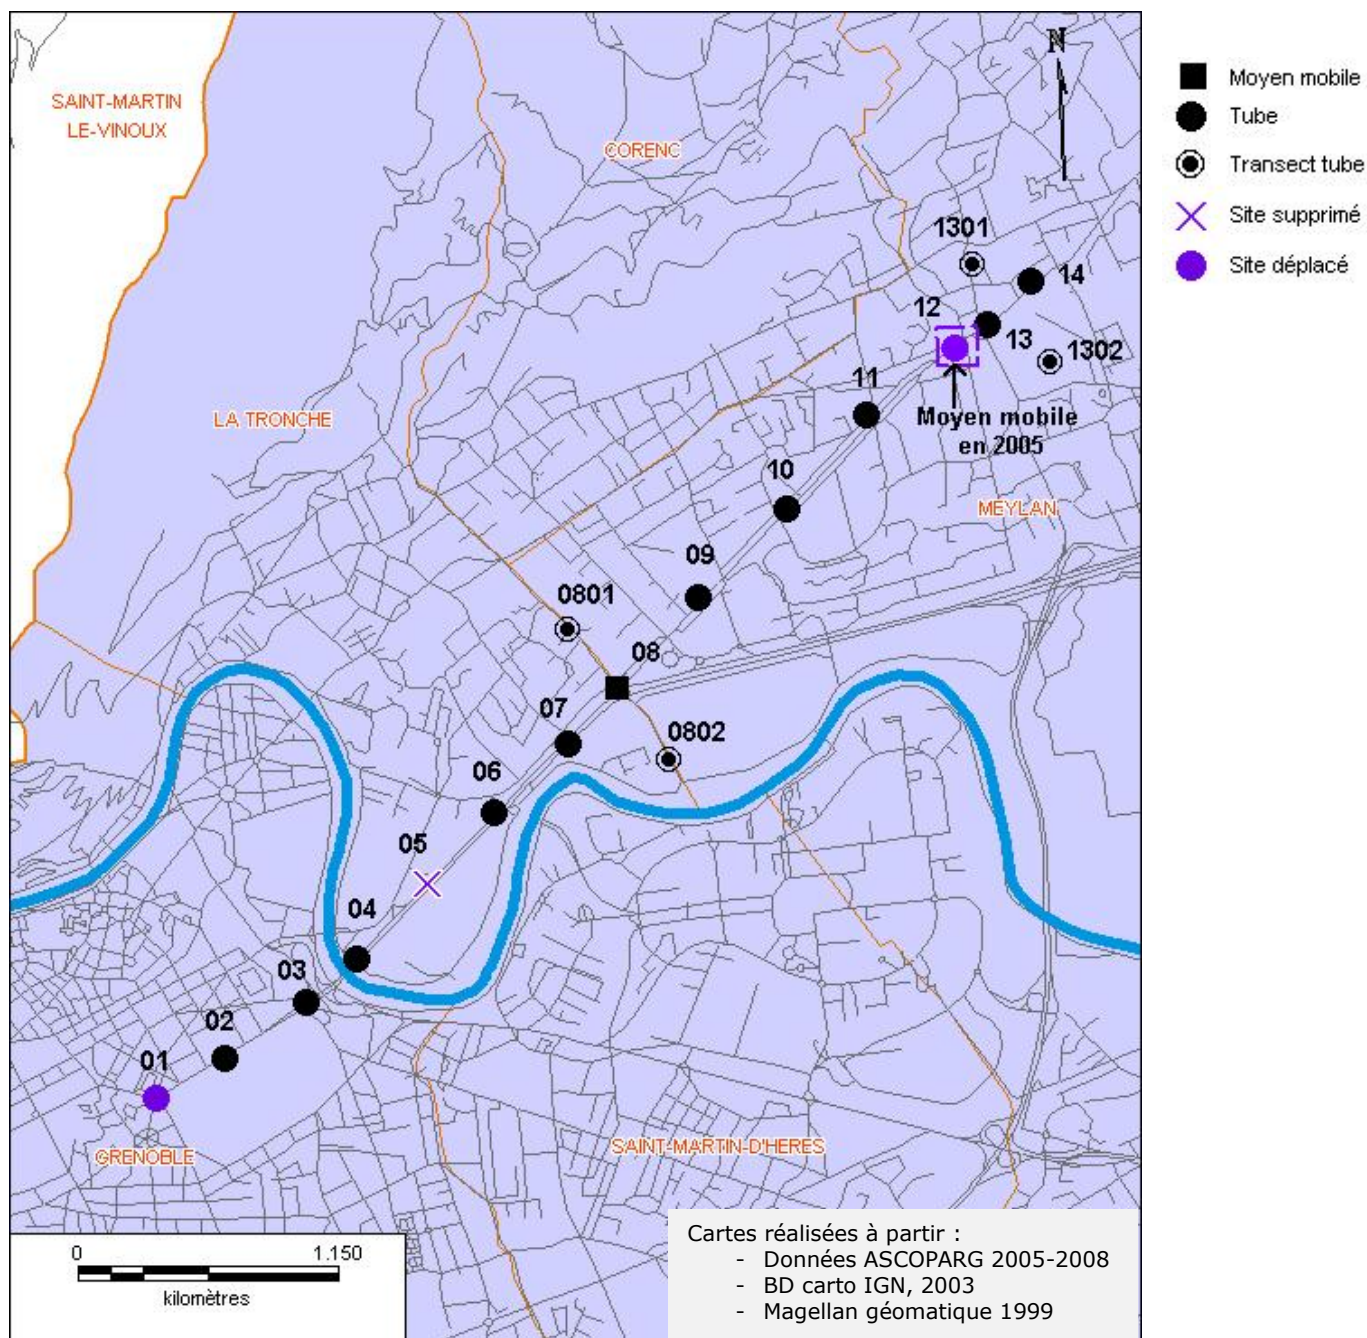 SAINT-MARTIN
LE-VINOUX
CORENC
N
Moyen mobile
Tube
Transect tube
Site supprimé
Site déplacé
1301
14
12
13
1302
11
Moyen mobile
en 2005
LA TRONCHE
10
MEYLAN
09
0801
08
07
0802
06
05
04
03
02
01
GRENOBLE
SAINT-MARTIN-D'HERES
0
1.150
kilomètres
Cartes réalisées à partir :
- Données ASCOPARG 2005-2008
- BD carto IGN, 2003
- Magellan géomatique 1999